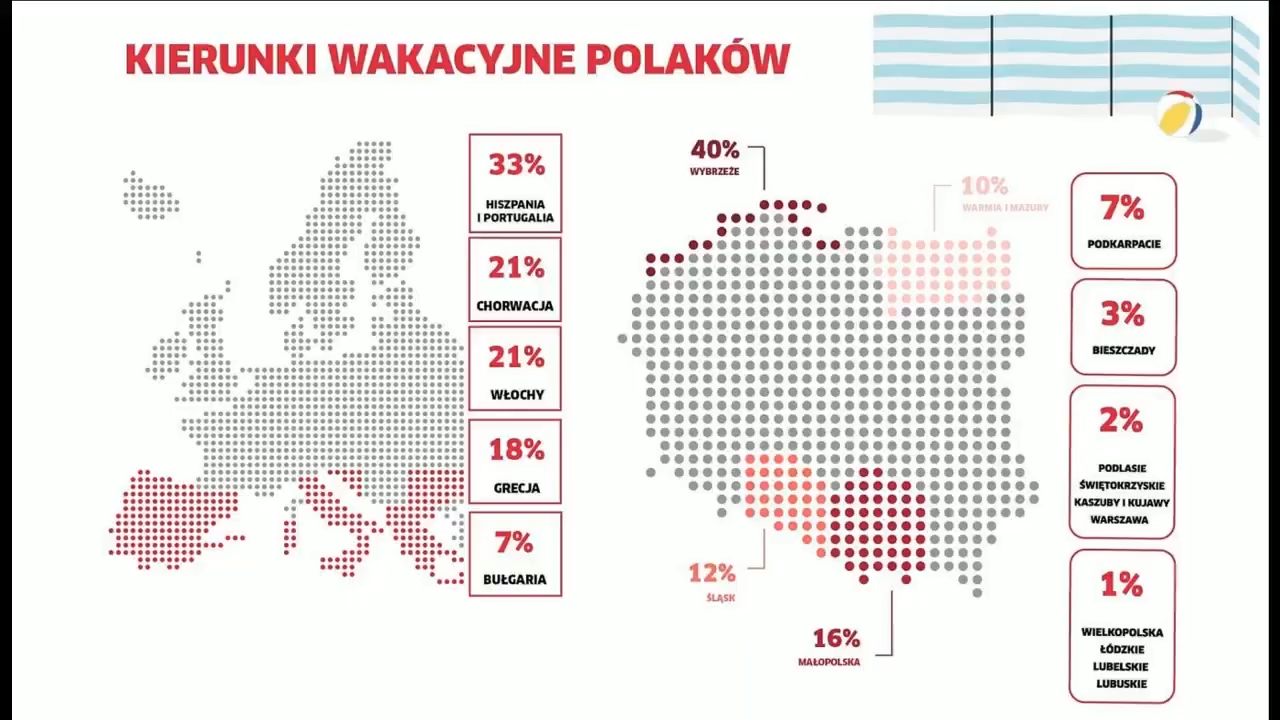 KIERUNKI WAKACYJNE POLAKÓW
33%
HISZPANIA
I PORTUGALIA
21%
CHORWACJA
21%
WŁOCHY
18%
GRECJA
7%
BUŁGARIA
40%
WYBRZEŻE
10%
WARMIA I MAZURY
12%
ŚLĄSK
16%
MAŁOPOLSKA
7%
PODKARPACIE
3%
BIESZCZADY
2%
PODLASIE
ŚWIĘTOKRZYSKIE
KASZUBY I KUJAWY
WARSZAWA
1%
WIELKOPOLSKA
ŁÓDZKIE
LUBELSKIE
LUBUSKIE